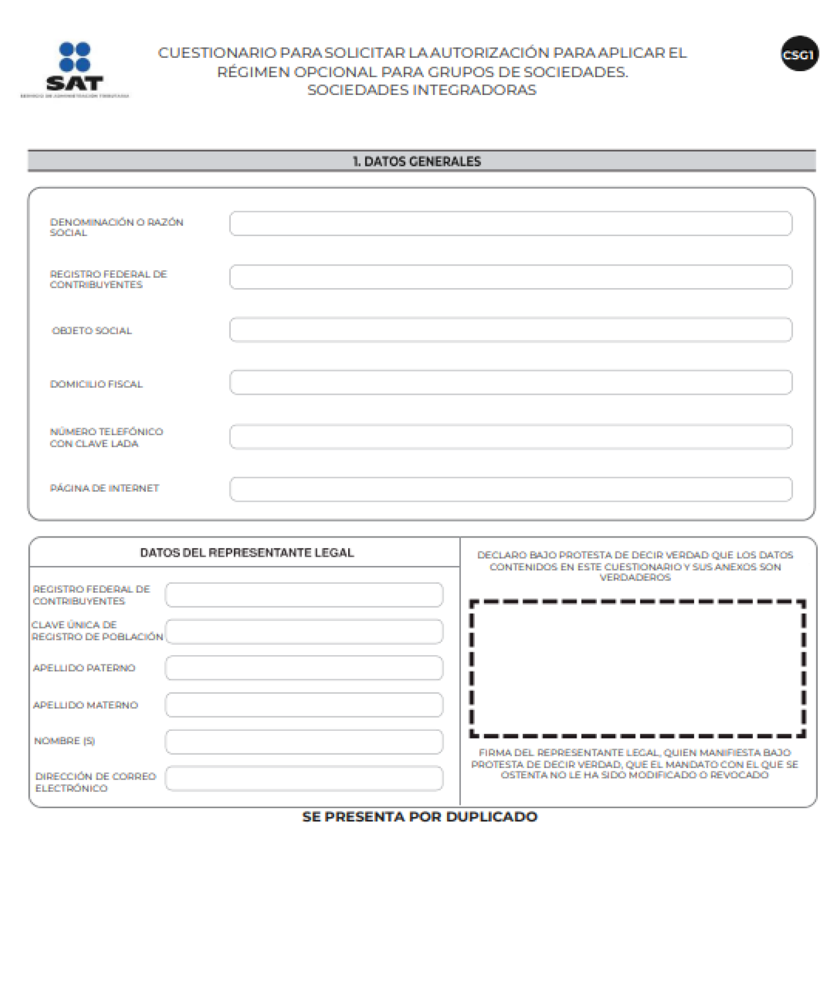 SAT
SERVICIO DE ADMINISTRACIÓN TRIBUTARIA
CUESTIONARIO PARA SOLICITAR LA AUTORIZACIÓN PARA APLICAR EL
RÉGIMEN OPCIONAL PARA GRUPOS DE SOCIEDADES.
SOCIEDADES INTEGRADORAS
CSG1
1. DATOS GENERALES
DENOMINACIÓN O RAZÓN
SOCIAL
REGISTRO FEDERAL DE
CONTRIBUYENTES
OBJETO SOCIAL
DOMICILIO FISCAL
NÚMERO TELEFÓNICO
CON CLAVE LADA
PÁGINA DE INTERNET
DATOS DEL REPRESENTANTE LEGAL
REGISTRO FEDERAL DE
CONTRIBUYENTES
CLAVE ÚNICA DE
REGISTRO DE POBLACIÓN
APELLIDO PATERNO
APELLIDO MATERNO
NOMBRE (S)
DIRECCIÓN DE CORREO
ELECTRÓNICO
DECLARO BAJO PROTESTA DE DECIR VERDAD QUE LOS DATOS
CONTENIDOS EN ESTE CUESTIONARIO Y SUS ANEXOS SON
VERDADEROS
FIRMA DEL REPRESENTANTE LEGAL, QUIEN MANIFIESTA BAJO
PROTESTA DE DECIR VERDAD, QUE EL MANDATO CON EL QUE SE
OSTENTA NO LE HA SIDO MODIFICADO O REVOCADO
SE PRESENTA POR DUPLICADO